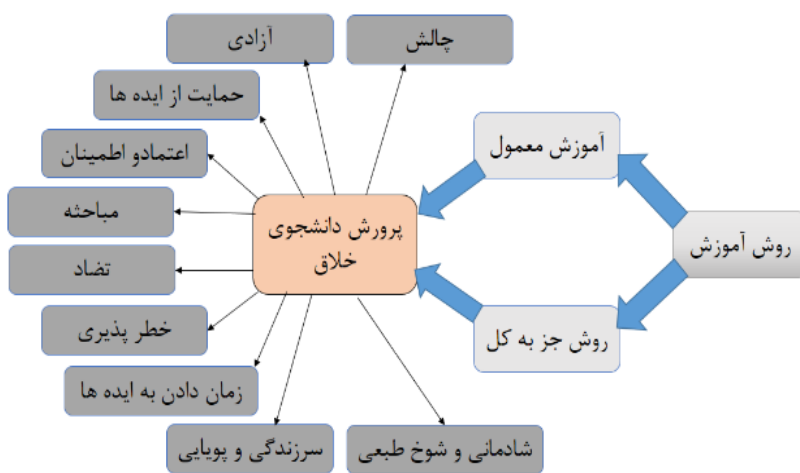 چالش
آزادی
حمایت از ایده ها
اعتمادو اطمینان
مباحثه
تضاد
خطر پذیری
زمان دادن به ایده ها
سرزندگی و پویایی
شادمانی و شوخ طبعی
پرورش دانشجوی
خلاق
آموزش معمول
روش جز به کل
روش آموزش